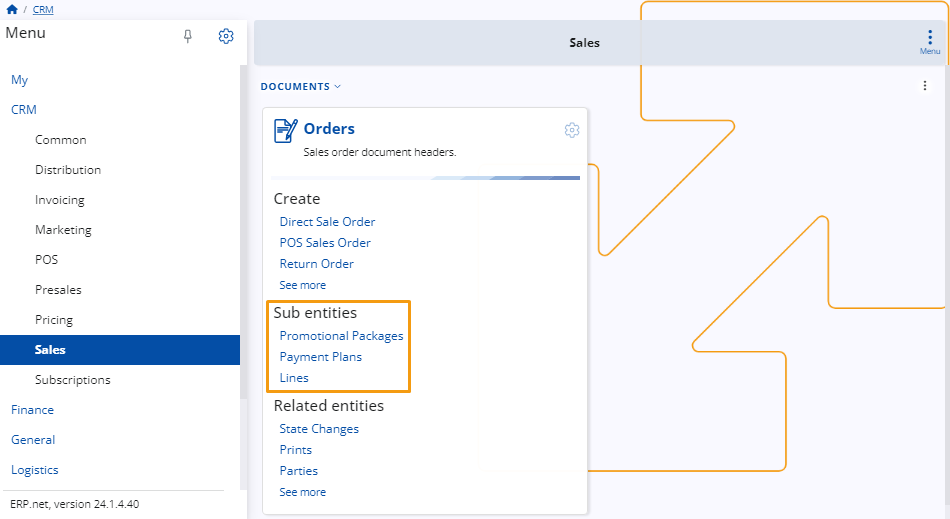 / CRM
Menu
My
CRM
Common
Distribution
Invoicing
Marketing
POS
Presales
Pricing
Sales
Subscriptions
Finance
General
Logistics
ERP.net, version 24.1.4.40
Sales
Menu
DOCUMENTS
Orders
Sales order document headers.
Create
Direct Sale Order
POS Sales Order
Return Order
See more
Sub entities
Promotional Packages
Payment Plans
Lines
Related entities
State Changes
Prints
Parties
See more